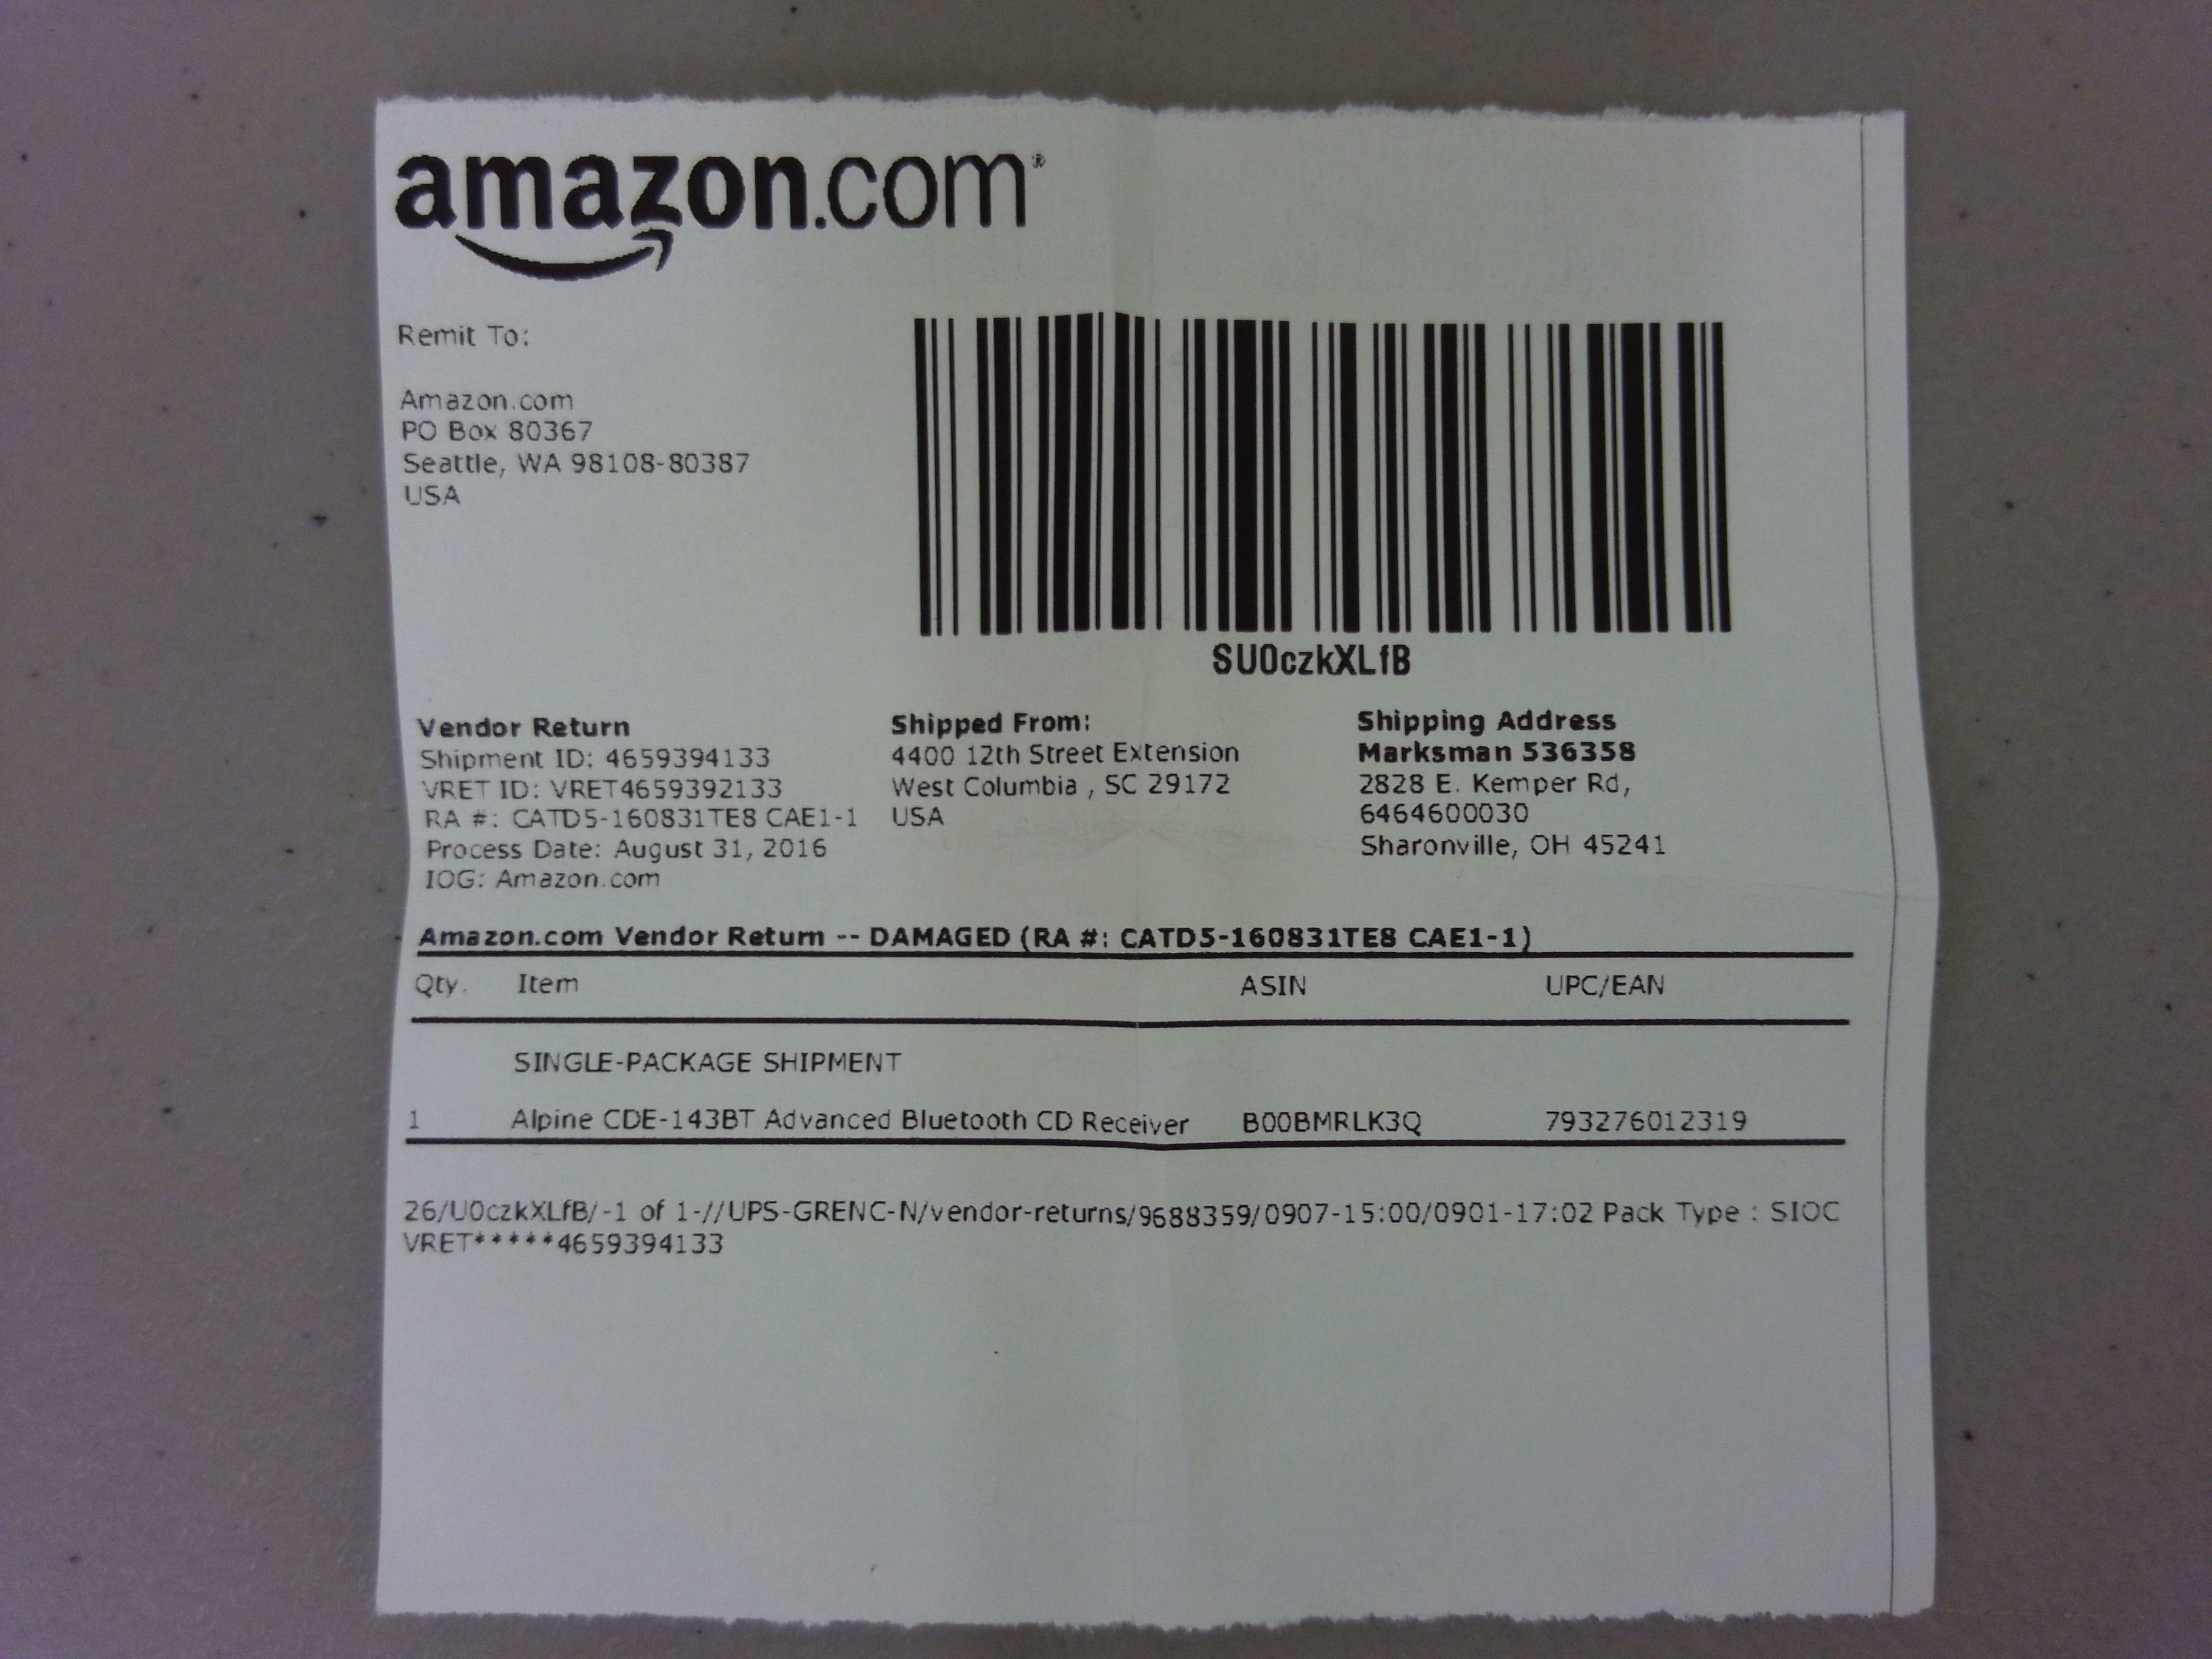 amazon.com®
Remit To:
Amazon.com
PO Box 80367
Seattle, WA 98108-80387
USA
SU0czkXLfB
Vendor Return
Shipment ID: 4659394133
VRET ID: VRET4659392133
RA #: CATD5-160831TE8 CAE1-1
Process Date: August 31, 2016
IOG: Amazon.com
Shipped From:
4400 12th Street Extension
West Columbia , SC 29172
USA
Shipping Address
Marksman 536358
2828 E. Kemper Rd,
6464600030
Sharonville, OH 45241
Amazon.com Vendor Return -- DAMAGED (RA #: CATD5-160831TE8 CAE1-1)
Qty. Item ASIN UPC/EAN
SINGLE-PACKAGE SHIPMENT
1 Alpine CDE-143BT Advanced Bluetooth CD Receiver B00BMRLK3Q 793276012319
26/U0czkXLfB/-1 of 1-//UPS-GRENC-N/vendor-returns/9688359/0907-15:00/0901-17:02 Pack Type : SIOC
VRET*****4659394133